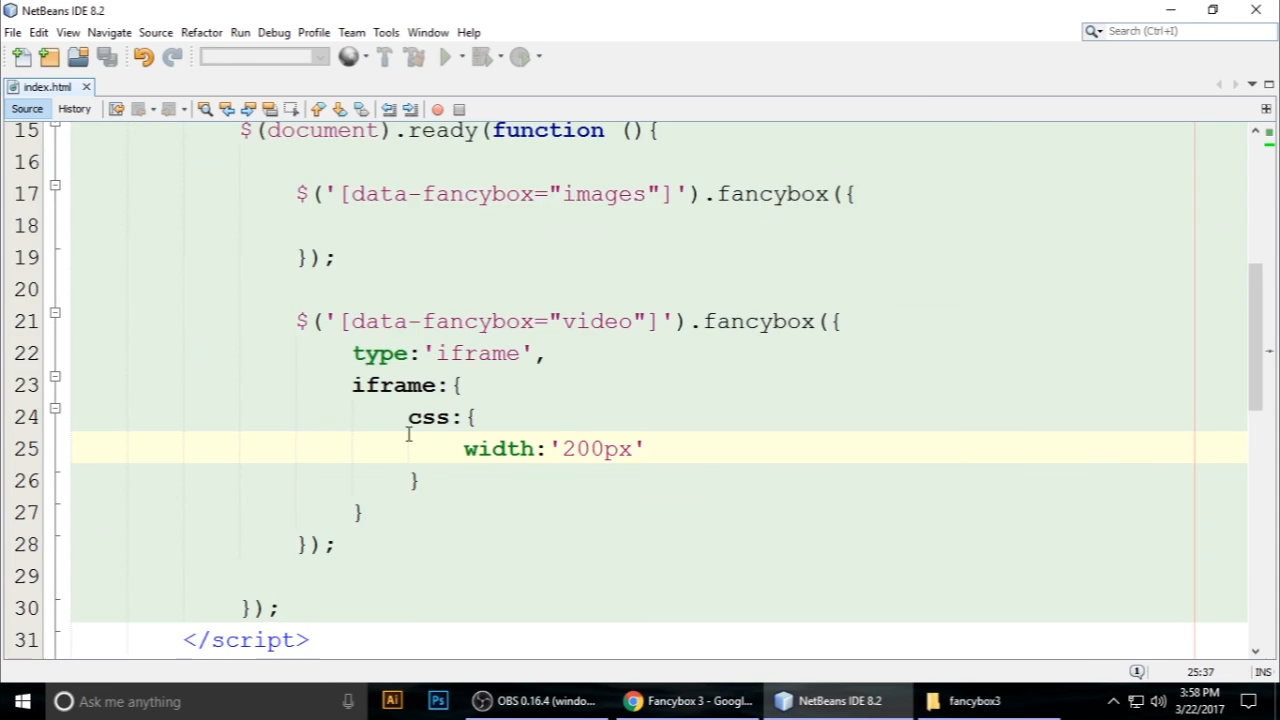 NetBeans IDE 8.2
File Edit View Navigate Source Refactor Run Debug Profile Team Tools Window Help
Search (Ctrl+I)
index.html
Source History
15 $(document).ready(function (){
16
17 $('[data-fancybox="images"]').fancybox({
18
19 });
20
21 $('[data-fancybox="video"]').fancybox({
22 type:'iframe',
23 iframe:{
24 css:{
25 width:'200px'
26 }
27 }
28 });
29
30 });
31 </script>
25:37 INS
Ask me anything
Ai
Ps
OBS 0.16.4 (windo...
Fancybox 3 - Googl...
NetBeans IDE 8.2
fancybox3
3:58 PM
3/22/2017